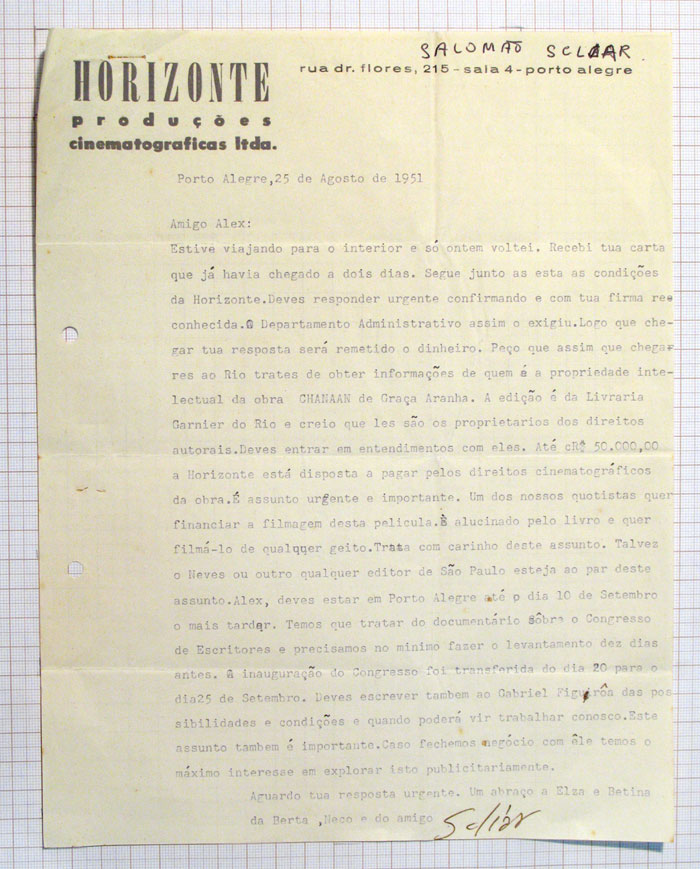 SALOMÃO SCLIAR.
HORIZONTE
produções
cinematograficas ltda.
rua dr. flores, 215 - sala 4 - porto alegre
Porto Alegre,25 de Agosto de 1951
Amigo Alex:
Estive viajando para o interior e só ontem voltei. Recebi tua carta
que já havia chegado a dois dias. Segue junto as esta as condições
da Horizonte.Deves responder urgente confirmando e com tua firma re=
conhecida.O Departamento Administrativo assim o exigiu.Logo que che-
gar tua resposta será remetido o dinheiro. Peço que assim que chega-
res ao Rio trates de obter informações de quem é a propriedade inte-
lectual da obra CHANAAN de Graça Aranha. A edição é da Livraria
Garnier do Rio e creio que les são os proprietarios dos direitos
autorais.Deves entrar em entendimentos com eles. Até cR$ 50.000,00
a Horizonte está disposta a pagar pelos direitos cinematográficos
da obra.É assunto urgente e importante. Um dos nossos quotistas quer
financiar a filmagem desta pelicula.È alucinado pelo livro e quer
filmá-lo de qualquer geito.Trata com carinho deste assunto. Talvez
o Neves ou outro qualquer editor de São Paulo esteja ao par deste
assunto.Alex, deves estar em Porto Alegre até o dia 10 de Setembro
o mais tardar. Temos que tratar do documentário sôbre o Congresso
de Escritores e precisamos no minimo fazer o levantamento dez dias
antes. A inauguração do Congresso foi transferida do dia 20 para o
dia25 de Setembro. Deves escrever tambem ao Gabriel Figueirôa das pos
sibilidades e condições e quando poderá vir trabalhar conosco.Este
assunto tambem é importante.Caso fechemos negócio com êle temos o
máximo interesse em explorar isto publicitariamente.
Aguardo tua resposta urgente. Um abraço a Elza e Betina
da Berta ,Neco e do amigo Scliar